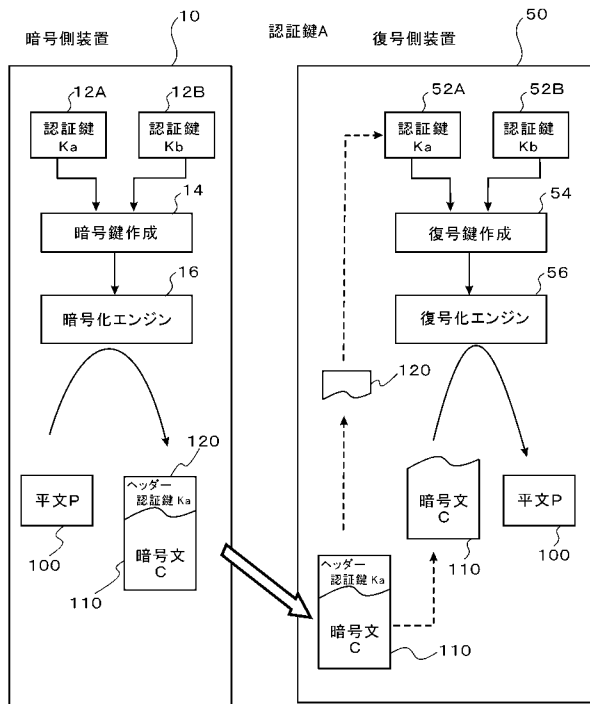 暗号側装置
10
認証鍵A
復号側装置
50
12A
12B
認証鍵
Ka
認証鍵
Kb
14
暗号鍵作成
16
暗号化エンジン
平文P
100
120
ヘッダー
認証鍵 Ka
暗号文
C
110
52A
52B
認証鍵
Ka
認証鍵
Kb
54
復号鍵作成
56
復号化エンジン
120
暗号文
C
110
平文P
100
ヘッダー
認証鍵 Ka
暗号文
C
110